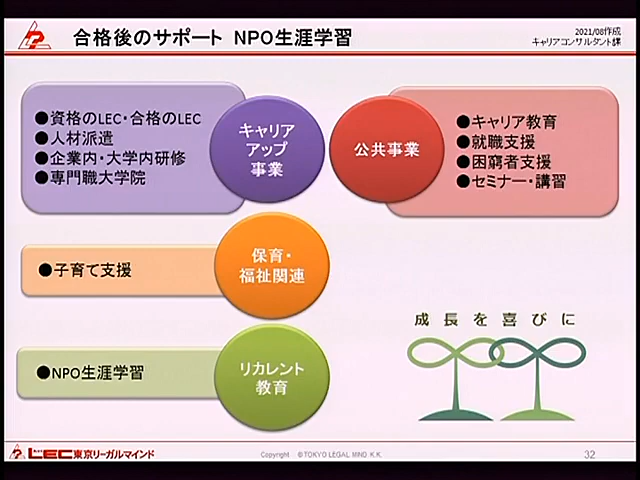 合格後のサポート NPO生涯学習
2021/08作成
キャリアコンサルタント課
●資格のLEC・合格のLEC
●人材派遣
●企業内・大学内研修
●専門職大学院
キャリア
アップ
事業
公共事業
●キャリア教育
●就職支援
●困窮者支援
●セミナー・講習
●子育て支援
保育・
福祉関連
●NPO生涯学習
リカレント
教育
成長を喜びに
LEC東京リーガルマインド
Copyright ©TOKYO LEGAL MIND K.K.
32